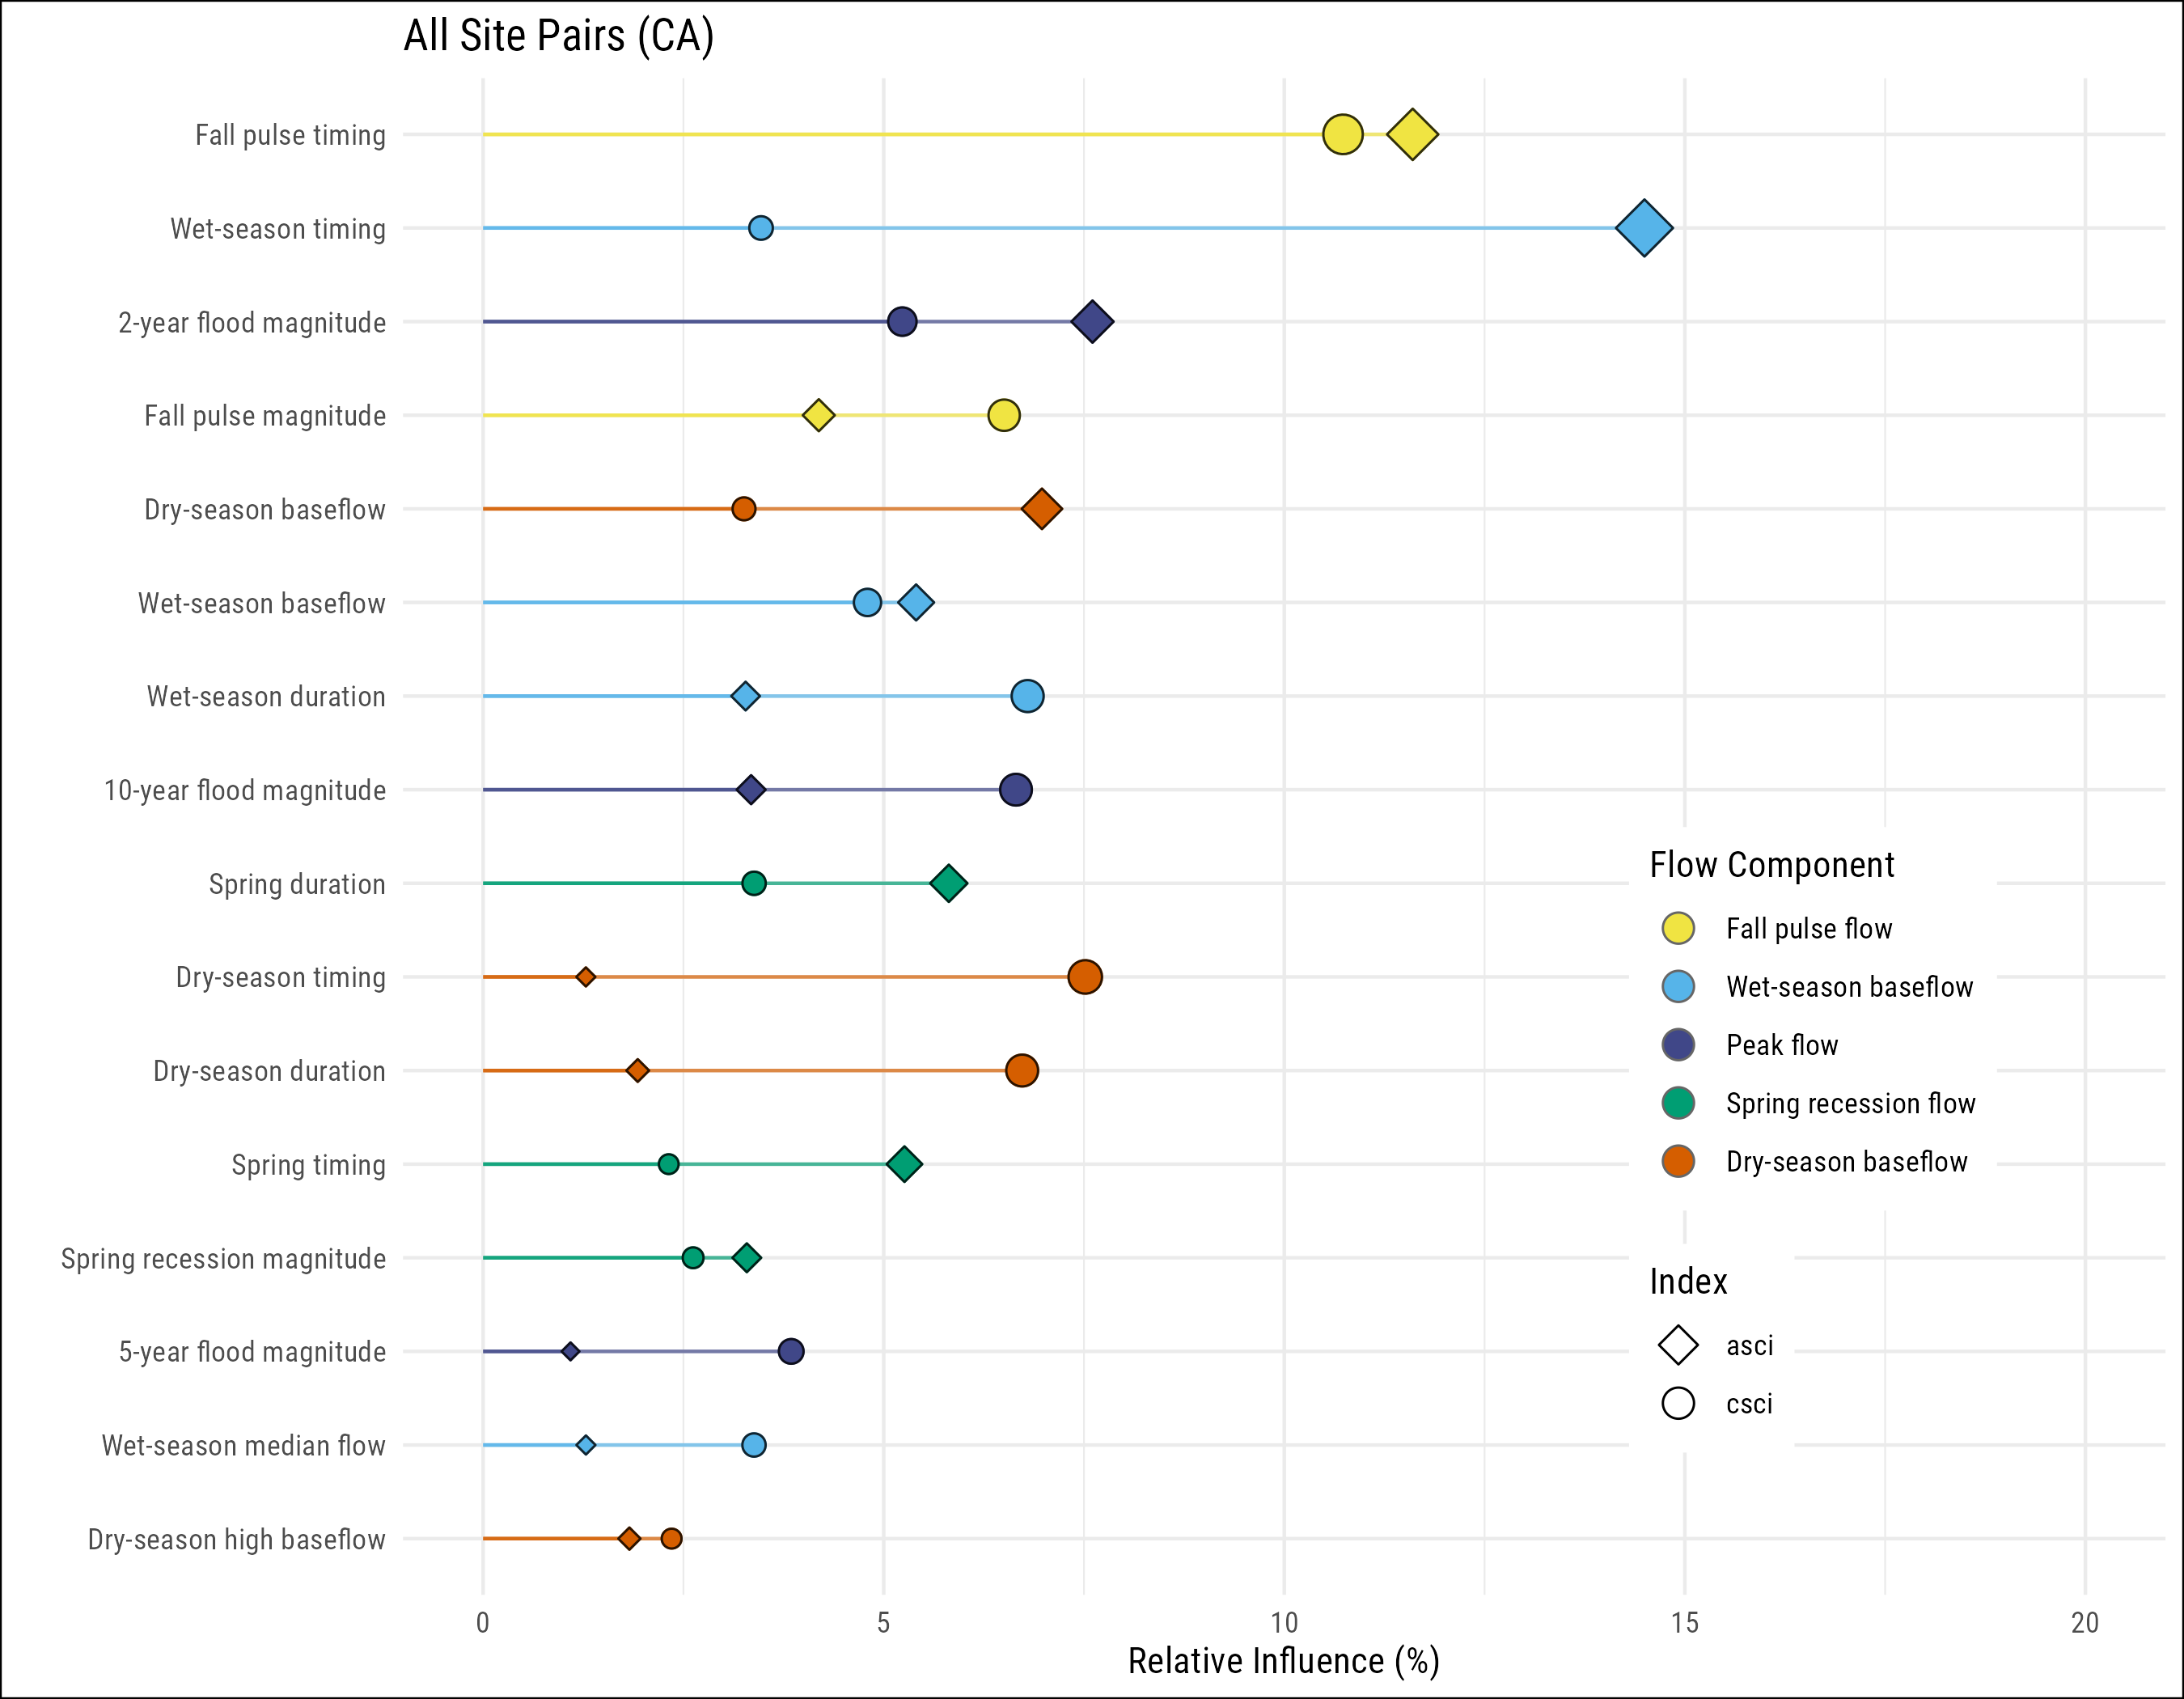 All Site Pairs (CA)
Fall pulse timing
Wet-season timing
2-year flood magnitude
Fall pulse magnitude
Dry-season baseflow
Wet-season baseflow
Wet-season duration
10-year flood magnitude
Spring duration
Dry-season timing
Dry-season duration
Spring timing
Spring recession magnitude
5-year flood magnitude
Wet-season median flow
Dry-season high baseflow
Flow Component
Fall pulse flow
Wet-season baseflow
Peak flow
Spring recession flow
Dry-season baseflow
Index
asci
csci
0 5 10 15 20
Relative Influence (%)